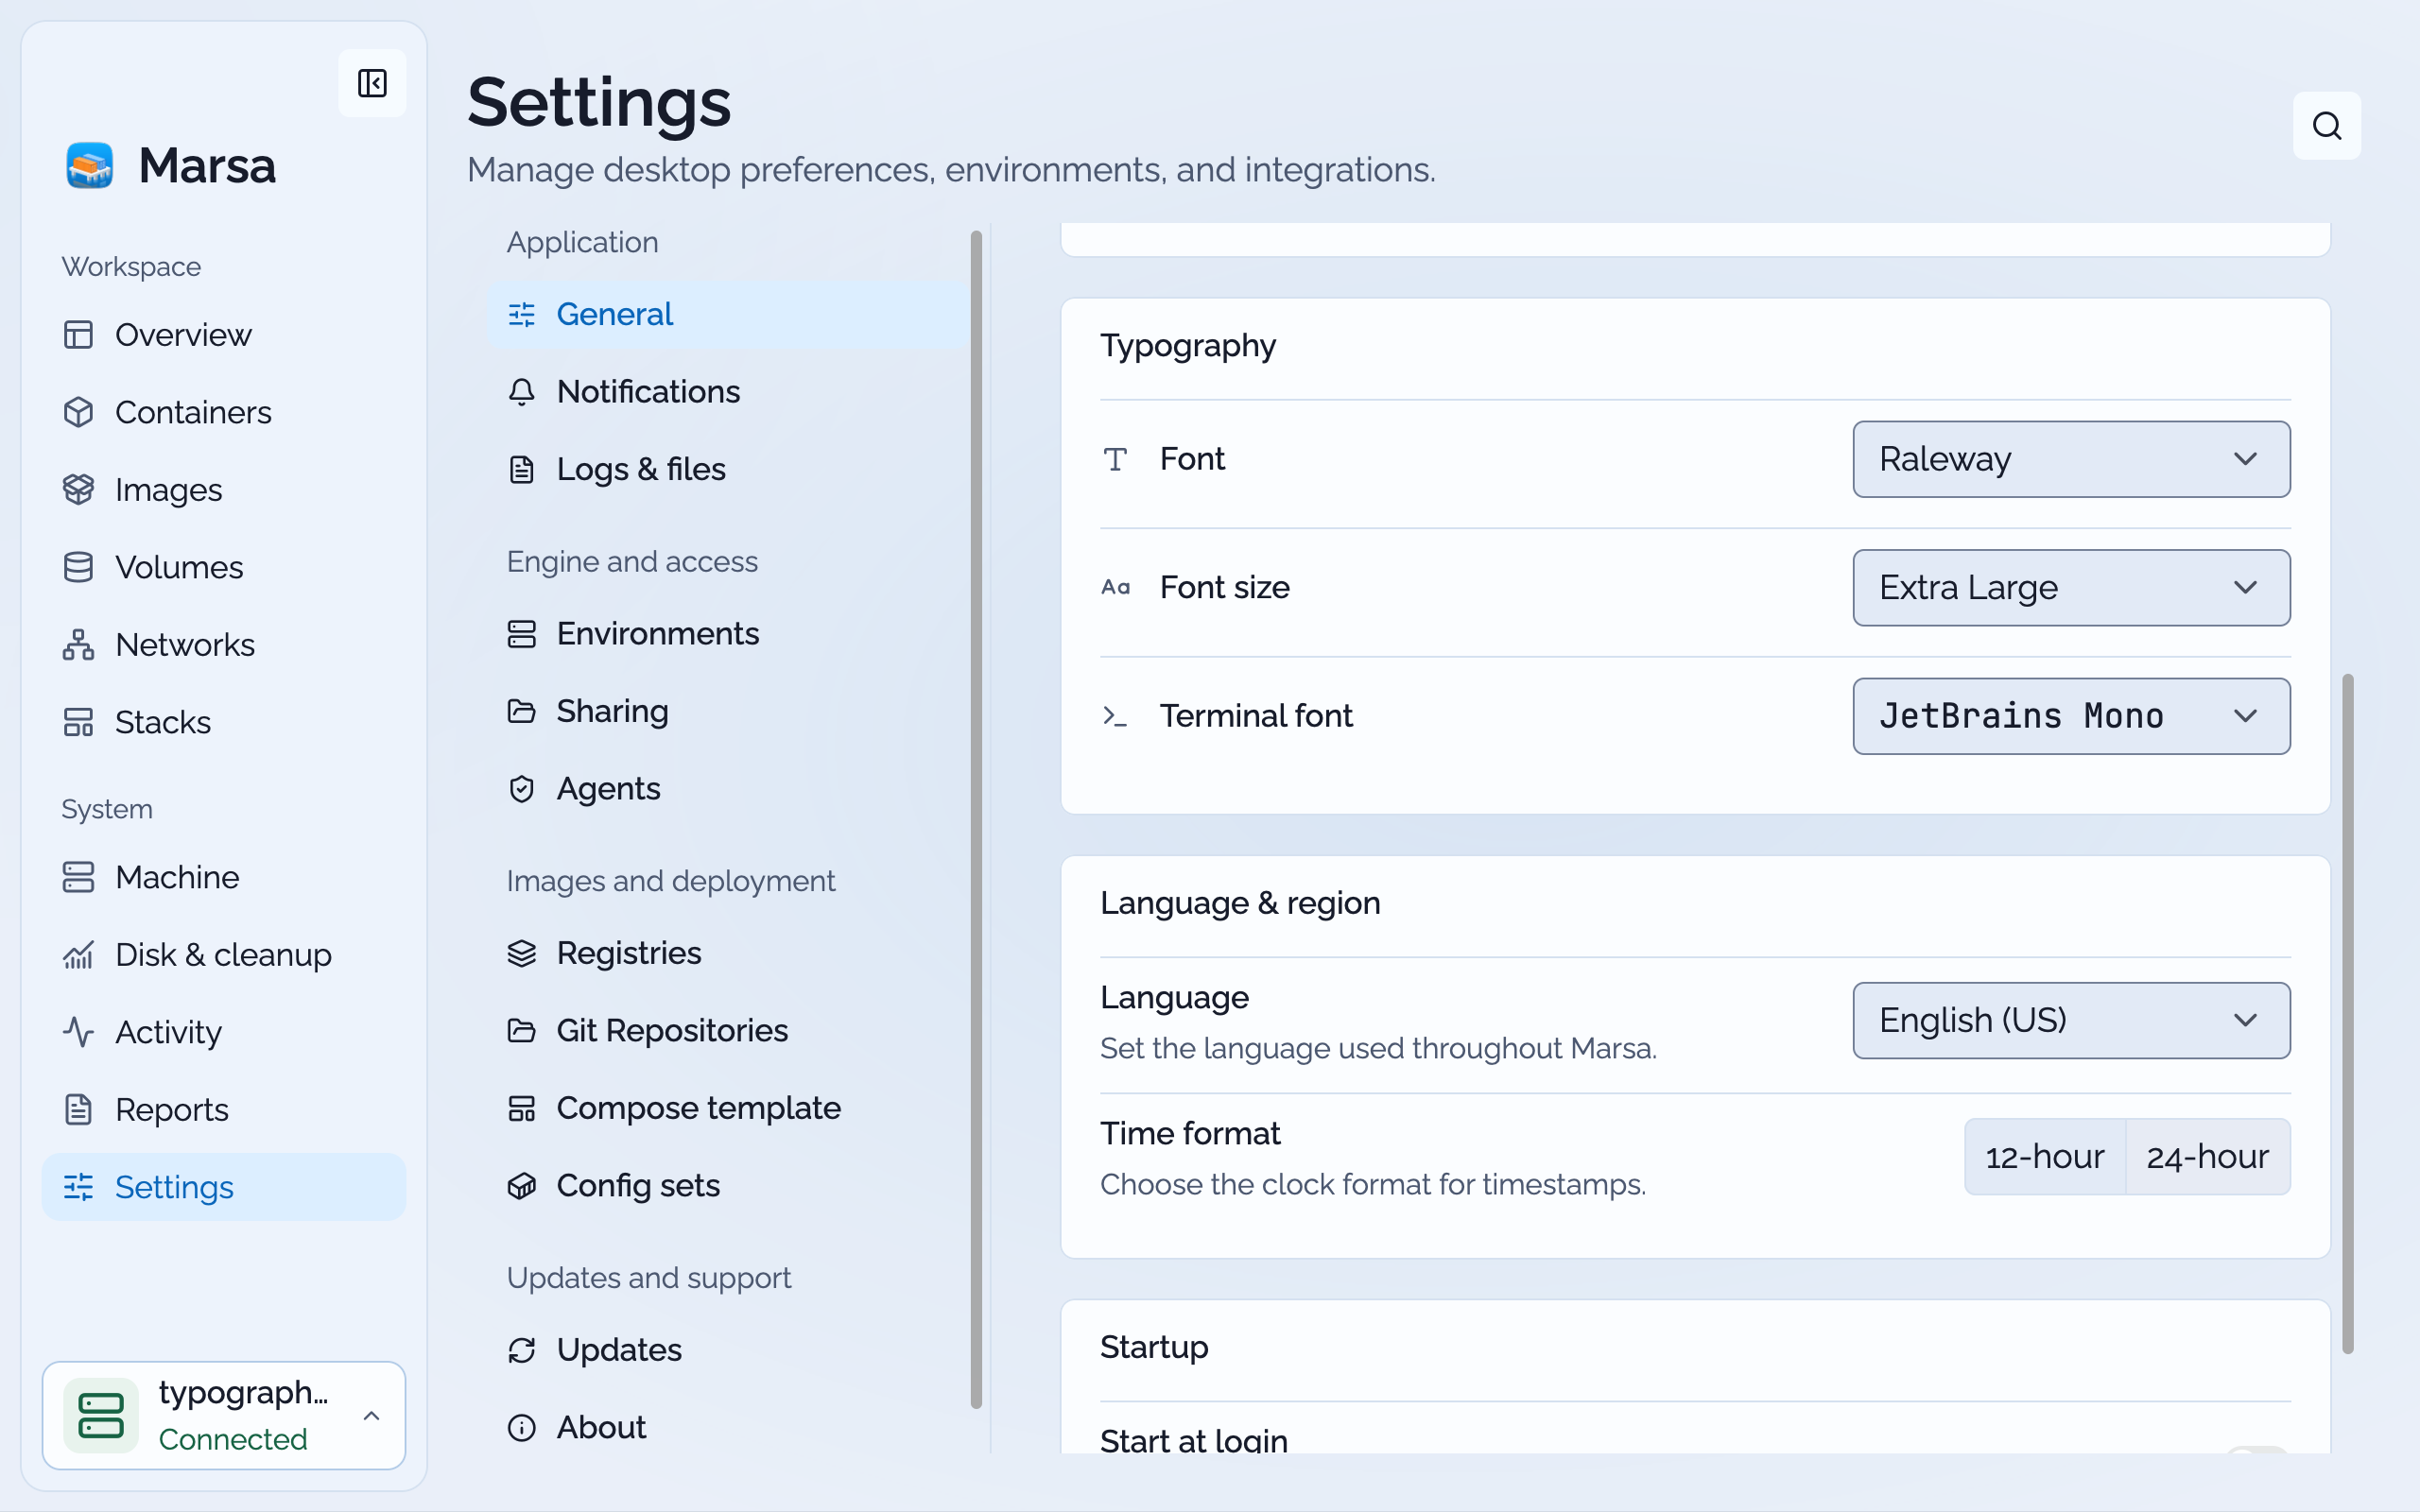 Marsa
Workspace
Overview
Containers
Images
Volumes
Networks
Stacks
System
Machine
Disk & cleanup
Activity
Reports
Settings
typograph...
Connected
Settings
Manage desktop preferences, environments, and integrations.
Application
General
Notifications
Logs & files
Engine and access
Environments
Sharing
Agents
Images and deployment
Registries
Git Repositories
Compose template
Config sets
Updates and support
Updates
About
Typography
Font
Raleway
Aa Font size
Extra Large
Terminal font
JetBrains Mono
Language & region
Language
Set the language used throughout Marsa.
English (US)
Time format
Choose the clock format for timestamps.
12-hour 24-hour
Startup
Start at login